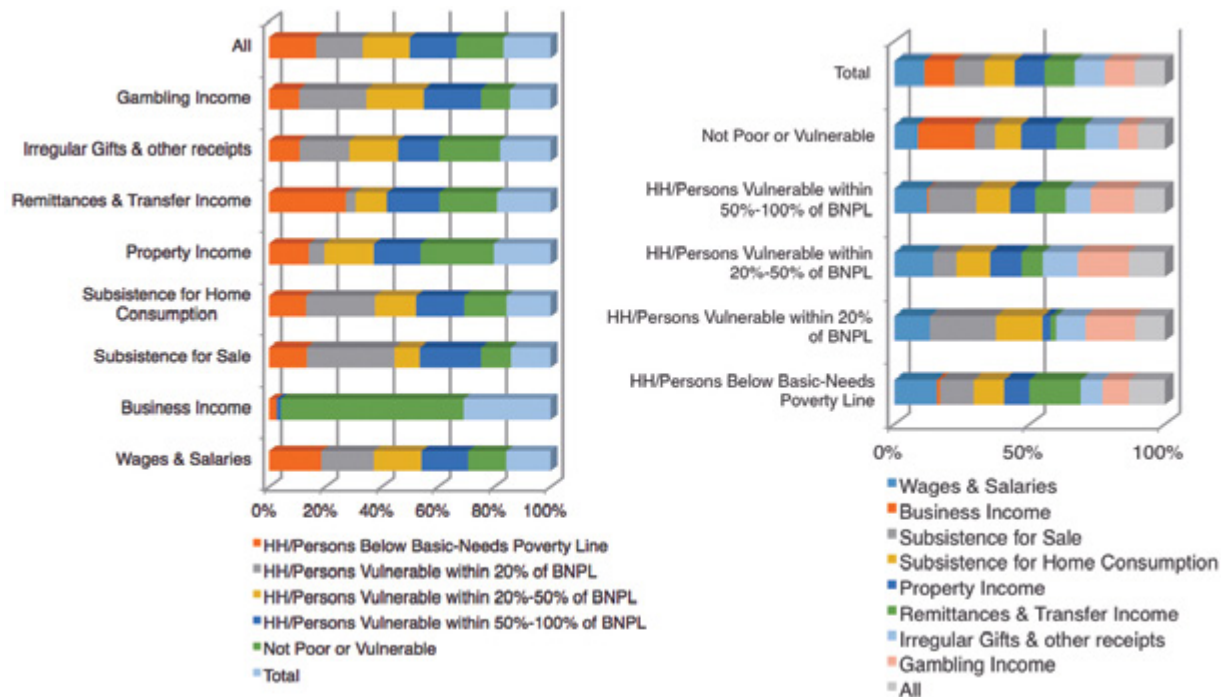 All
Gambling Income
Irregular Gifts & other receipts
Remittances & Transfer Income
Property Income
Subsistence for Home
Consumption
Subsistence for Sale
Business Income
Wages & Salaries
0% 20% 40% 60% 80% 100%
HH/Persons Below Basic-Needs Poverty Line
HH/Persons Vulnerable within 20% of BNPL
HH/Persons Vulnerable within 20%-50% of BNPL
HH/Persons Vulnerable within 50%-100% of BNPL
Not Poor or Vulnerable
Total
Total
Not Poor or Vulnerable
HH/Persons Vulnerable within
50%-100% of BNPL
HH/Persons Vulnerable within
20%-50% of BNPL
HH/Persons Vulnerable within 20%
of BNPL
HH/Persons Below Basic-Needs
Poverty Line
0% 50% 100%
Wages & Salaries
Business Income
Subsistence for Sale
Subsistence for Home Consumption
Property Income
Remittances & Transfer Income
Irregular Gifts & other receipts
Gambling Income
All